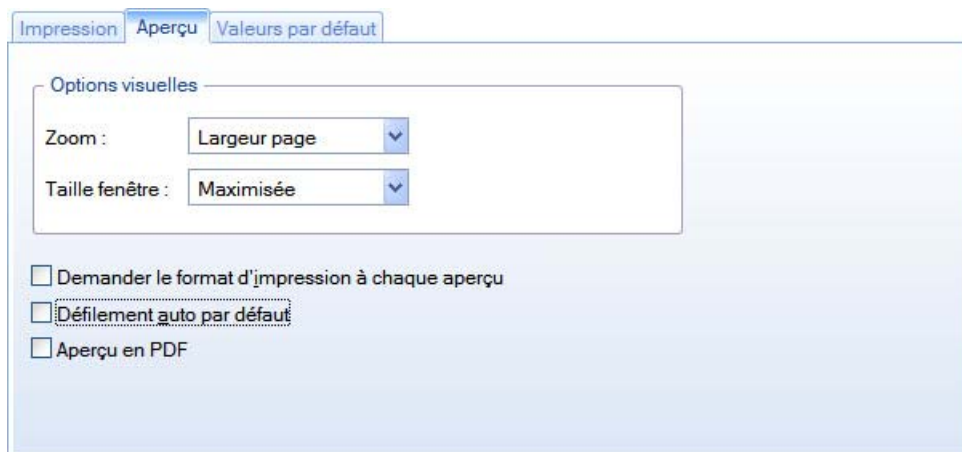 Impression Aperçu Valeurs par défaut
Options visuelles
Zoom : Largeur page
Taille fenêtre : Maximisée
Demander le format d'impression à chaque aperçu
Défilement auto par défaut
Aperçu en PDF